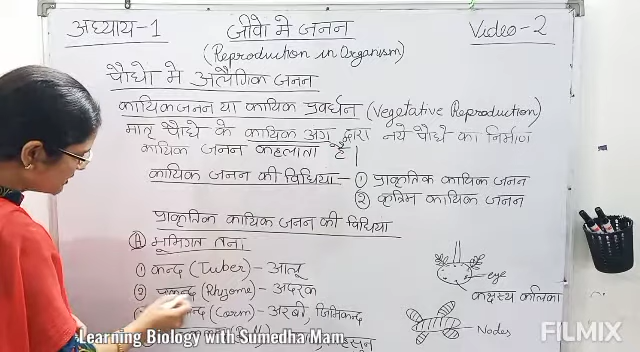 अध्याय-1
जीवो मे जनन
Video-2
(Reproduction in Organism)
पौधो मे अलैंगिक जनन
कायिक जनन या कायिक प्रवर्धन (Vegetative Reproduction)
मातृ पौधे के कायिक अंग द्वारा नये पौधे का निर्माण
कायिक जनन कहलाता है।
कायिक जनन की विधिया - ① प्राकृतिक कायिक जनन
② कृत्रिम कायिक जनन
प्राकृतिक कायिक जनन की विधिया
Ⓐ भूमिगत तना
① कन्द (Tuber) - आलू
② (Rhyzome) - अदरक
(Corm) - अरबी,
eye
कक्षस्य कलिका
Nodes
Learning Biology with Sumedha Mam
FILMIX